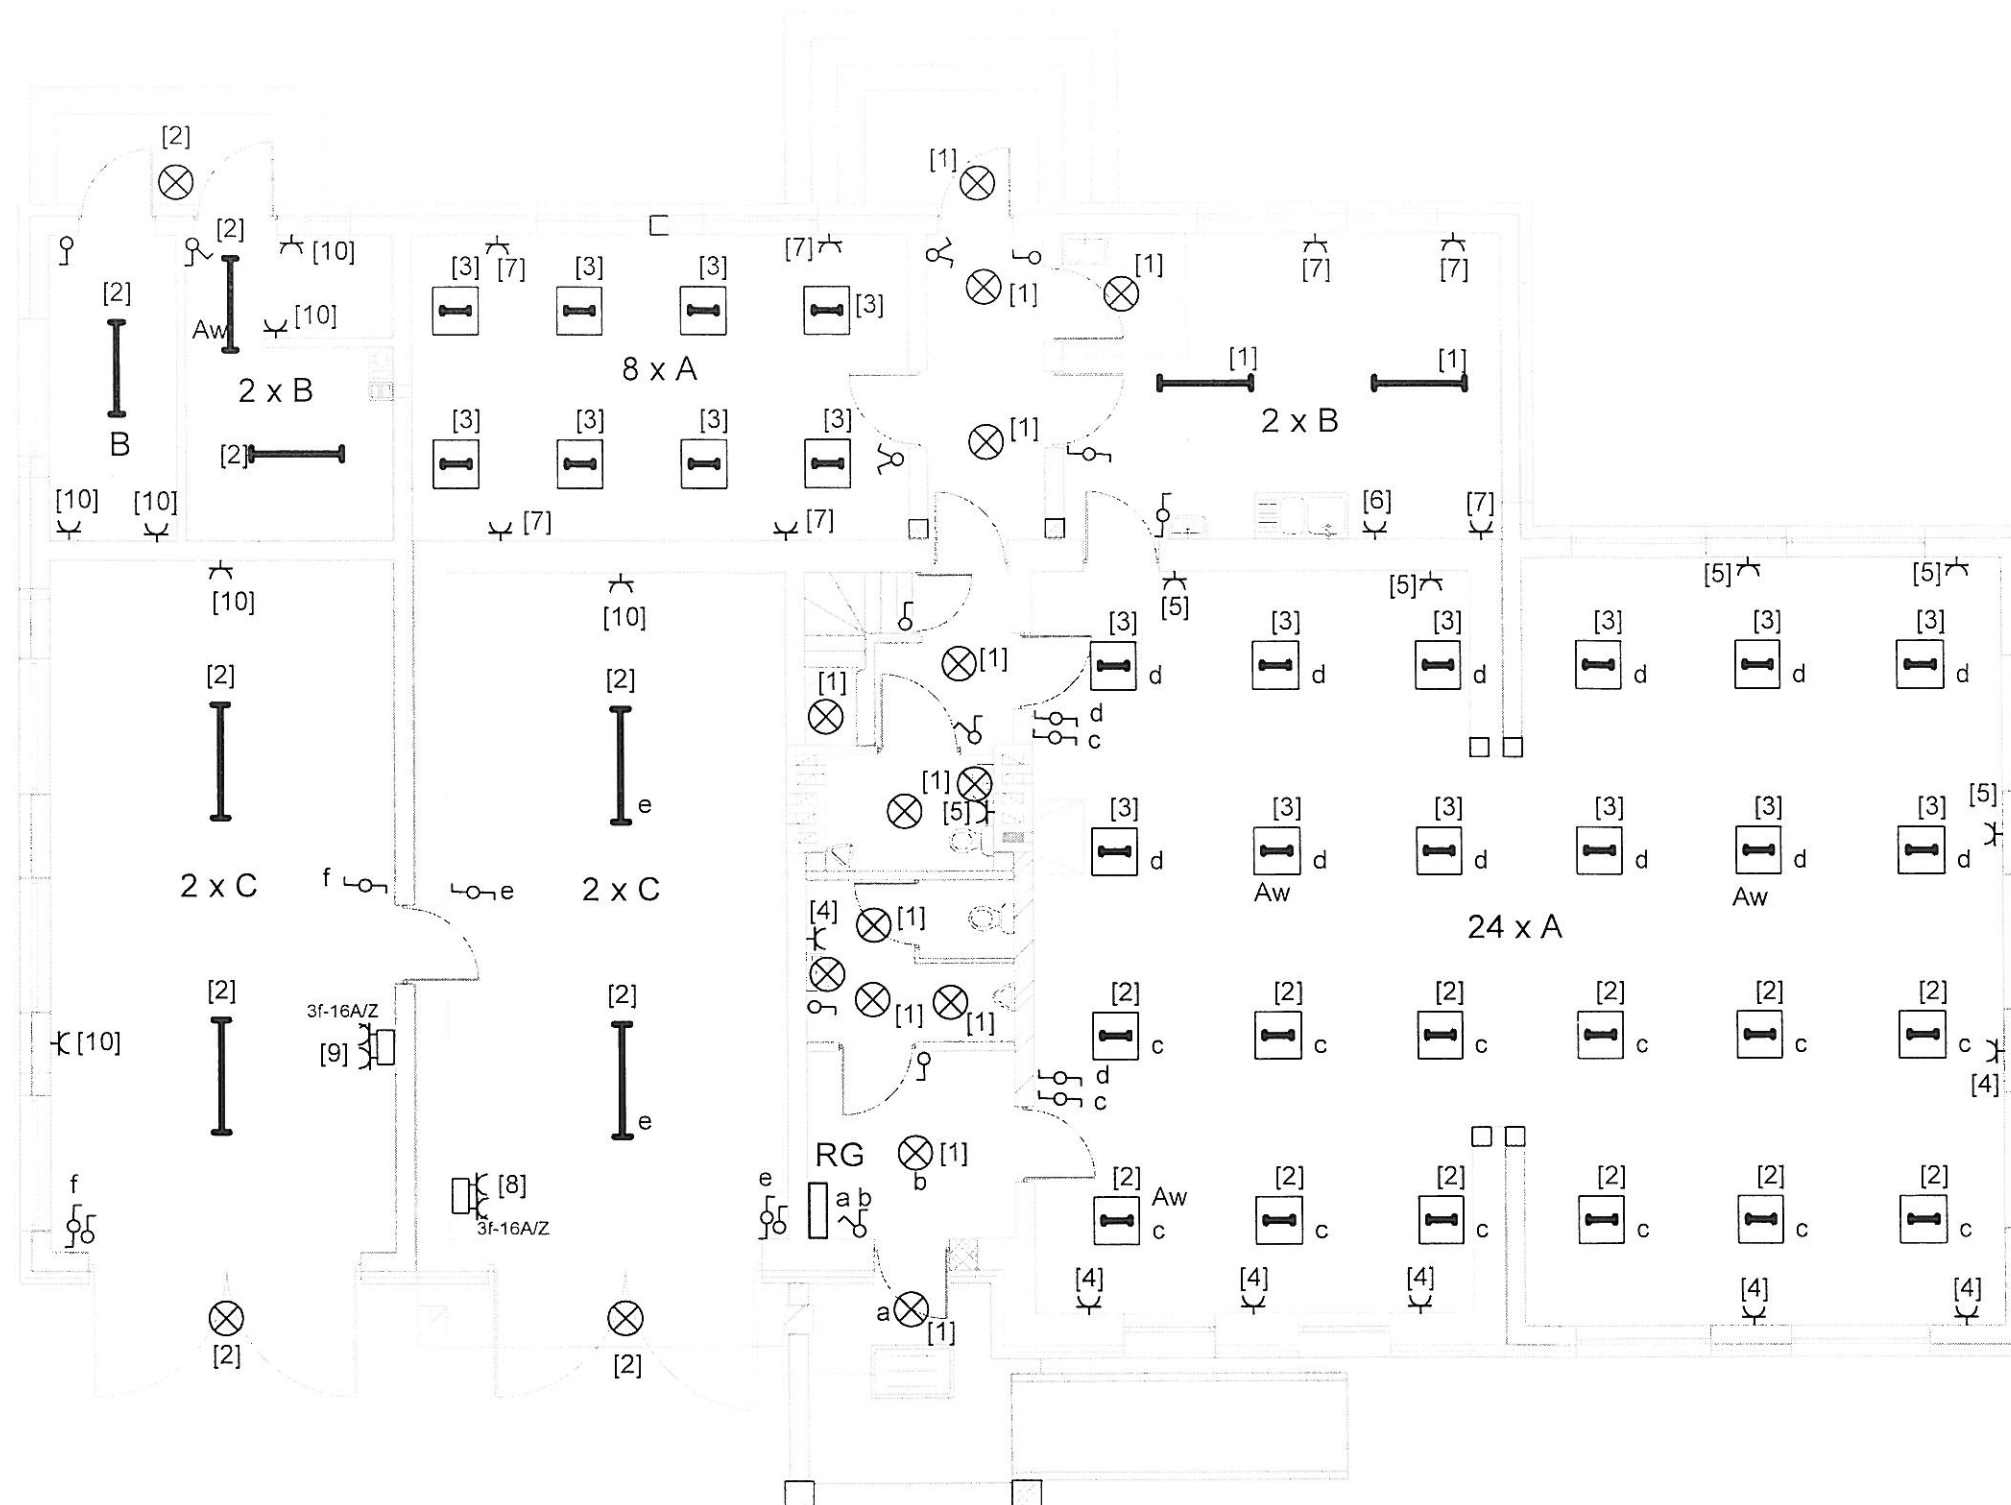 [2]
[1]
[2] [10] [7] [7] [1] [7] [7]
[3] [3] [3] [3]
[2] [1]
Aw [10]
8 x A
[1] [1]
2 x B
[2]
B
[3] [3] [3] [3] [1] 2 x B
[10] [10] [7] [7] [6] [7]
[10] [10] [5] [5] [5] [5]
[3] [3] [3] [3] [3] [3]
[1] d d d d d d
[2] [2] [1]
d
c
[1] [5]
e [5]
[3] [3] [3] [3] [3] [3]
d d d d d d
2 x C f e 2 x C
Aw Aw
[4] [1] 24 x A
[2] [2] [2] [2] [2] [2] [2] [2]
3f-16A/Z [1] [1]
[10] [9] c c c c c c
d [4]
c
e
RG [1]
b
[8] e a b
3f-16A/Z
f
[2] Aw [2] [2] [2] [2] [2]
c c c c c c
[4] [4] [4] [4] [4]
a [1]
[2] [2]